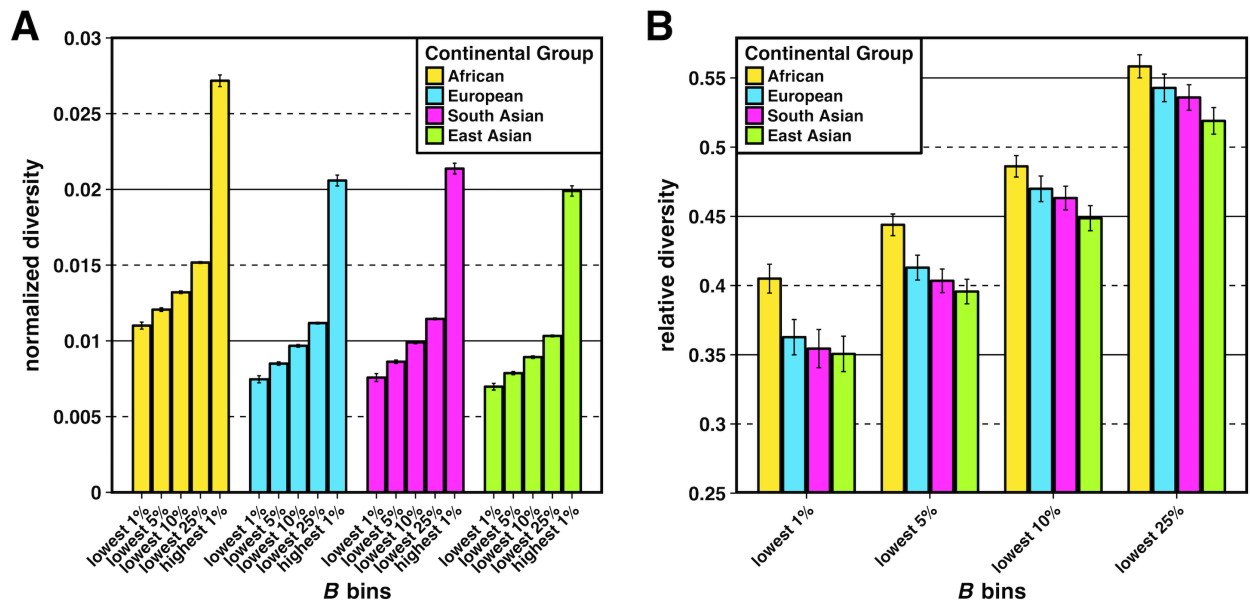 A
normalized diversity
0.03
0.025
0.02
0.015
0.01
0.005
0
Continental Group
African
European
South Asian
East Asian
lowest 1%
lowest 5%
lowest 10%
lowest 25%
highest 1%
lowest 1%
lowest 5%
lowest 10%
lowest 25%
highest 1%
lowest 1%
lowest 5%
lowest 10%
lowest 25%
highest 1%
lowest 1%
lowest 5%
lowest 10%
lowest 25%
highest 1%
B bins
B
relative diversity
0.55
0.5
0.45
0.4
0.35
0.3
0.25
Continental Group
African
European
South Asian
East Asian
lowest 1%
lowest 5%
lowest 10%
lowest 25%
B bins